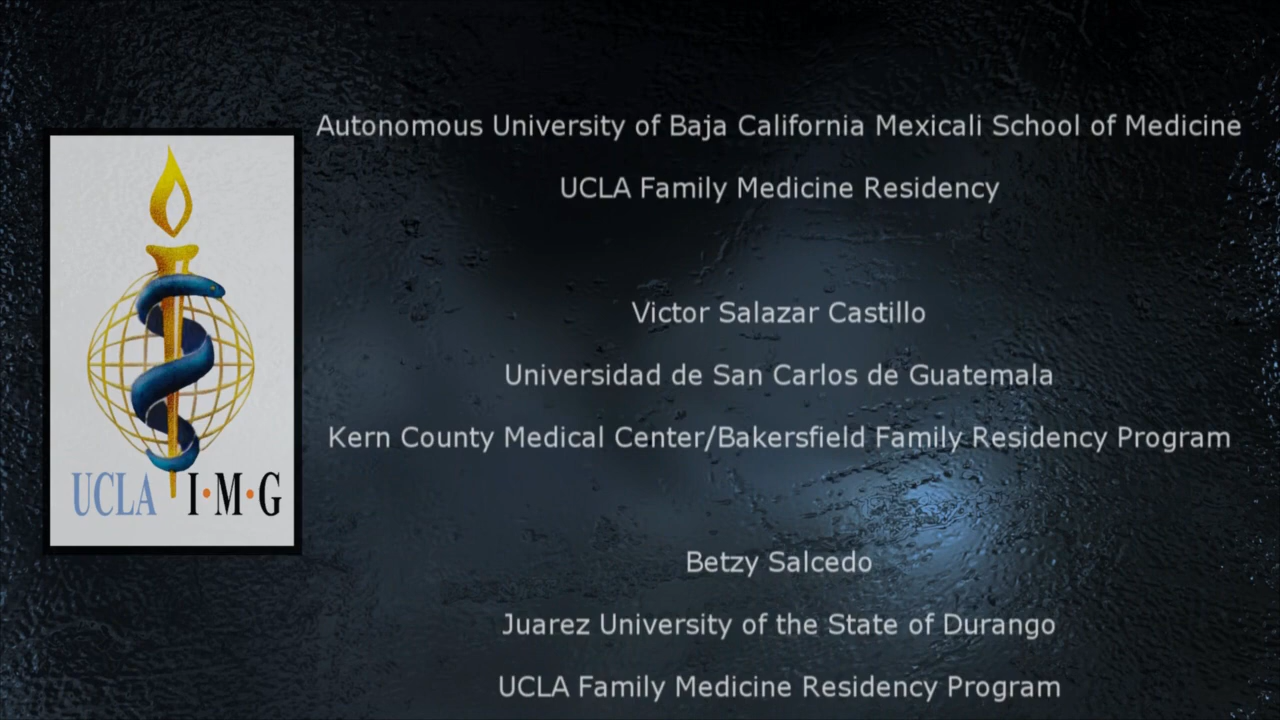 Autonomous University of Baja California Mexicali School of Medicine
UCLA Family Medicine Residency
Victor Salazar Castillo
Universidad de San Carlos de Guatemala
Kern County Medical Center/Bakersfield Family Residency Program
Betzy Salcedo
Juarez University of the State of Durango
UCLA Family Medicine Residency Program
UCLA I•M•G